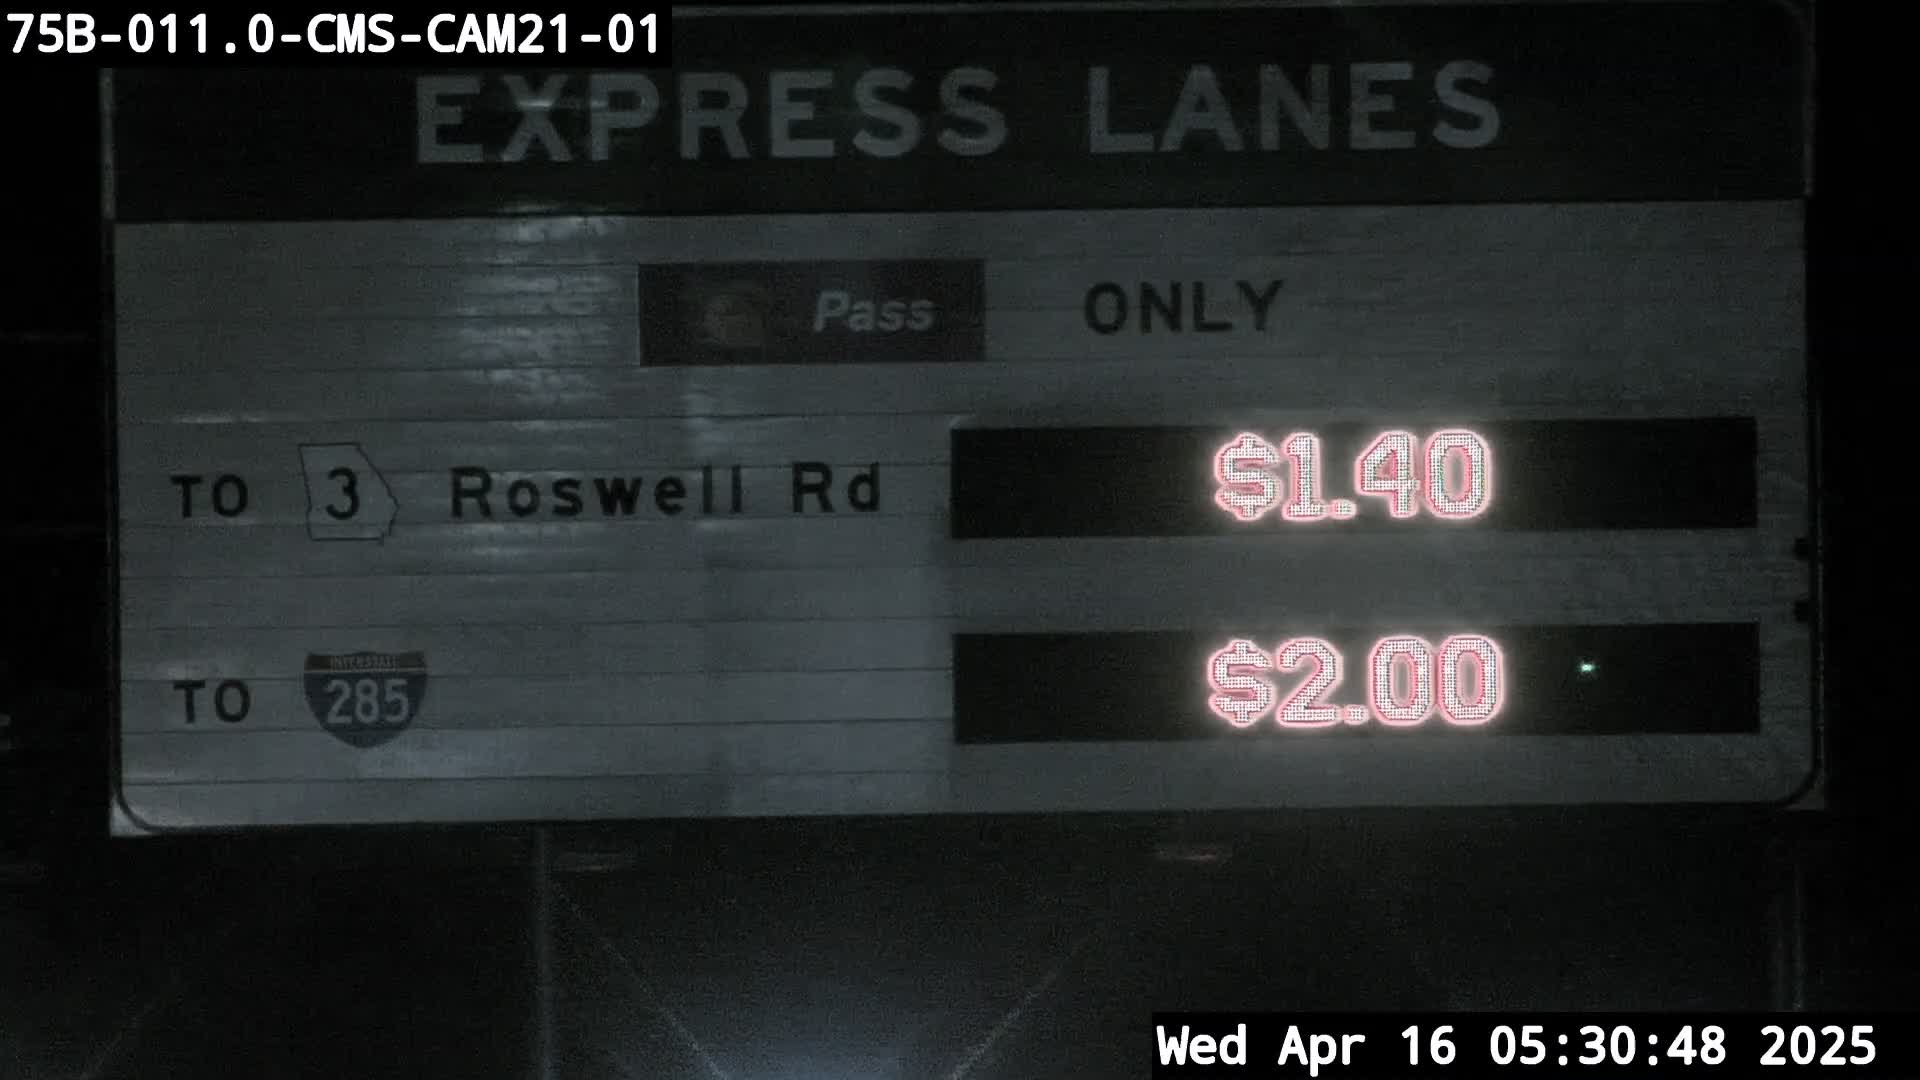 75B-011.0-CMS-CAM21-01
EXPRESS LANES
Pass ONLY
TO 3 Roswell Rd $1.40
INTERSTATE
TO 285 $2.00
Wed Apr 16 05:30:48 2025